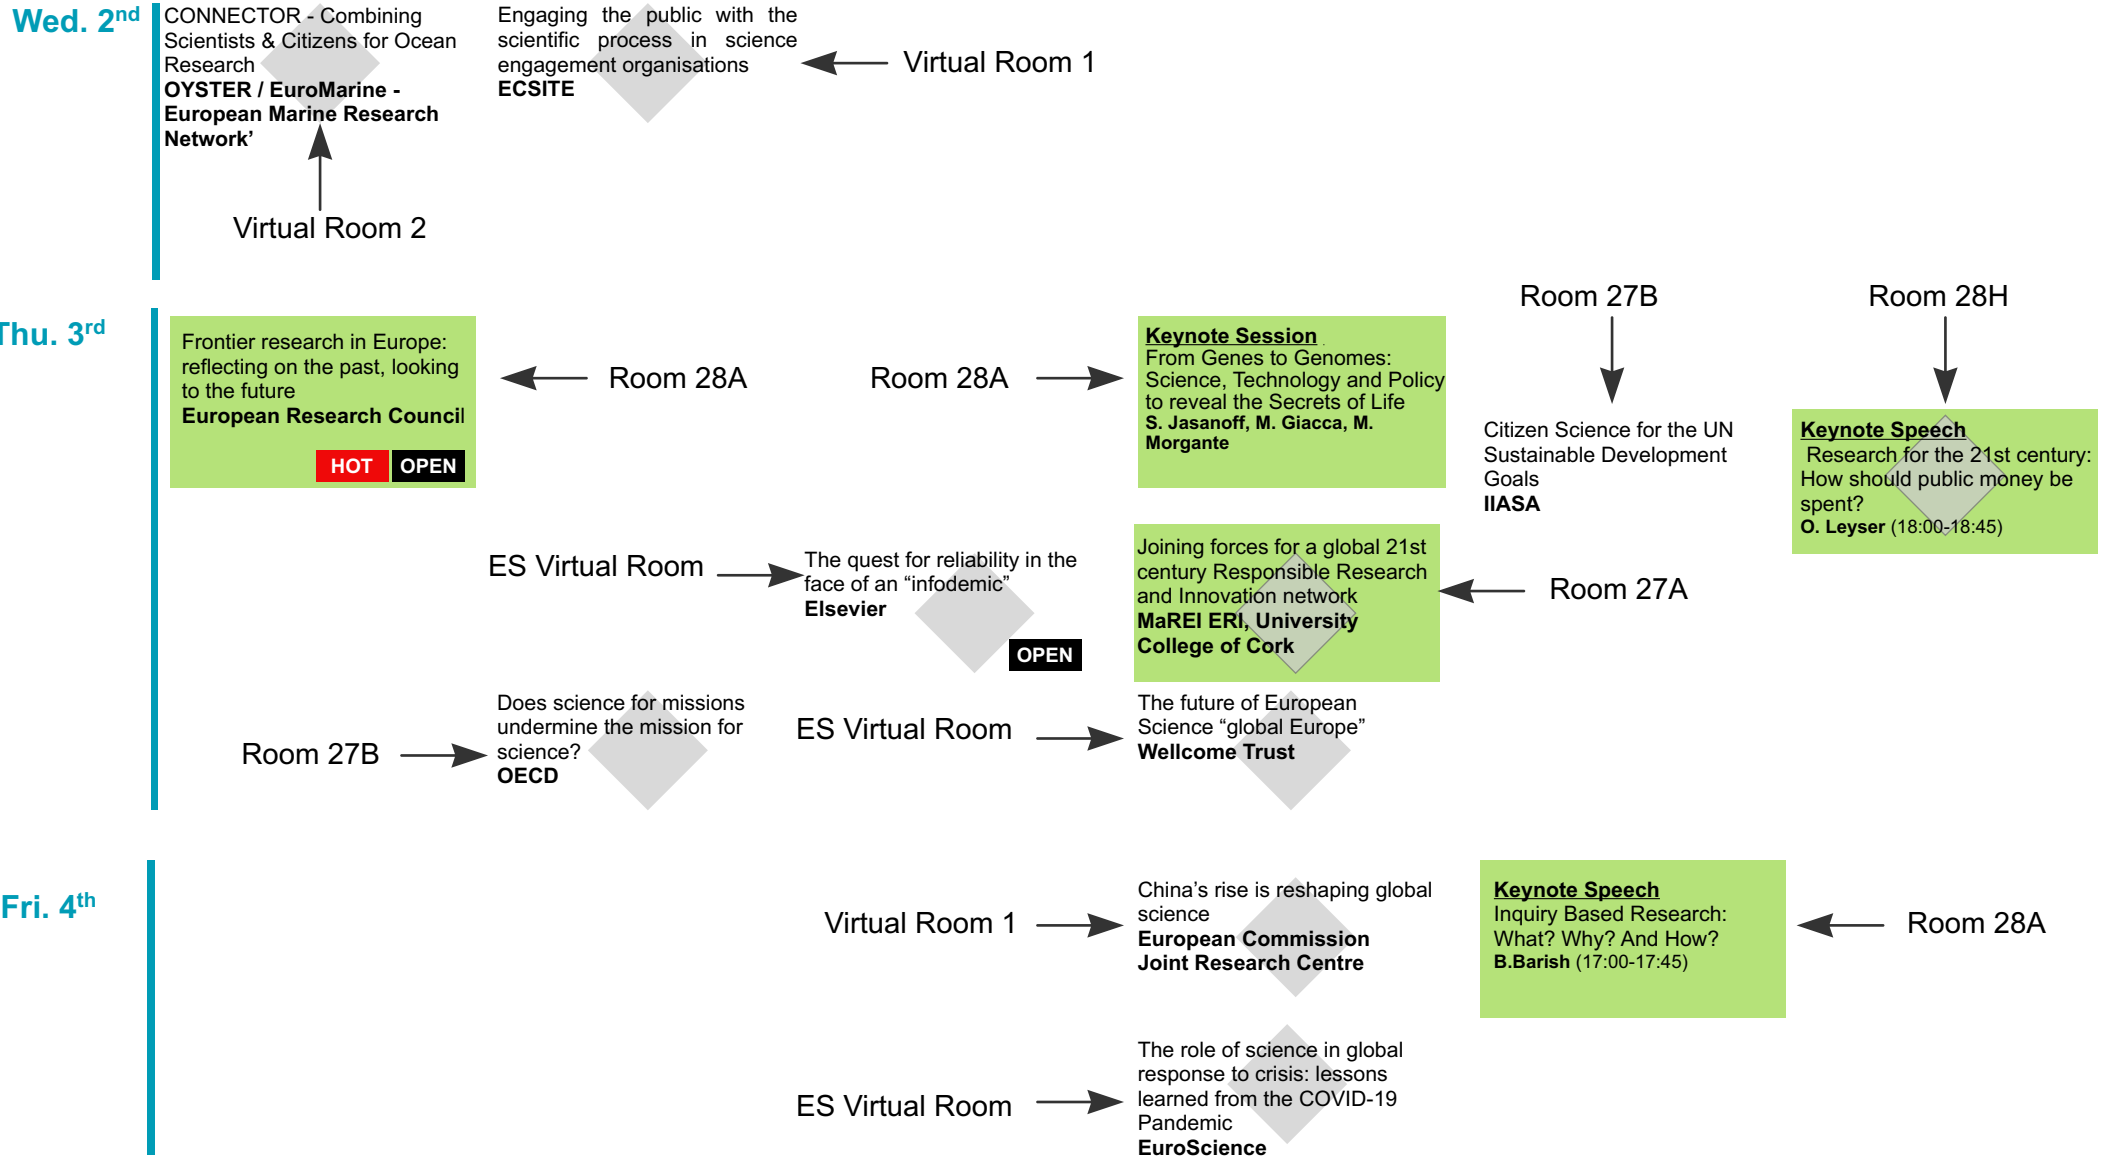 Wed. 2nd
CONNECTOR - Combining
Scientists & Citizens for Ocean
Research
OYSTER / EuroMarine -
European Marine Research
Network’
Engaging the public with the
scientific process in science
engagement organisations
ECSITE
Virtual Room 1
Virtual Room 2
Thu. 3rd
Frontier research in Europe:
reflecting on the past, looking
to the future
European Research Council
HOT
OPEN
Room 28A
Room 28A
Keynote Session
From Genes to Genomes:
Science, Technology and Policy
to reveal the Secrets of Life
S. Jasanoff, M. Giacca, M.
Morgante
Room 27B
Citizen Science for the UN
Sustainable Development
Goals
IIASA
Room 28H
Keynote Speech
Research for the 21st century:
How should public money be
spent?
O. Leyser (18:00-18:45)
ES Virtual Room
The quest for reliability in the
face of an “infodemic”
Elsevier
OPEN
Joining forces for a global 21st
century Responsible Research
and Innovation network
MaREI ERI, University
College of Cork
Room 27A
Room 27B
Does science for missions
undermine the mission for
science?
OECD
ES Virtual Room
The future of European
Science “global Europe”
Wellcome Trust
Fri. 4th
Virtual Room 1
China’s rise is reshaping global
science
European Commission
Joint Research Centre
Keynote Speech
Inquiry Based Research:
What? Why? And How?
B.Barish (17:00-17:45)
Room 28A
ES Virtual Room
The role of science in global
response to crisis: lessons
learned from the COVID-19
Pandemic
EuroScience